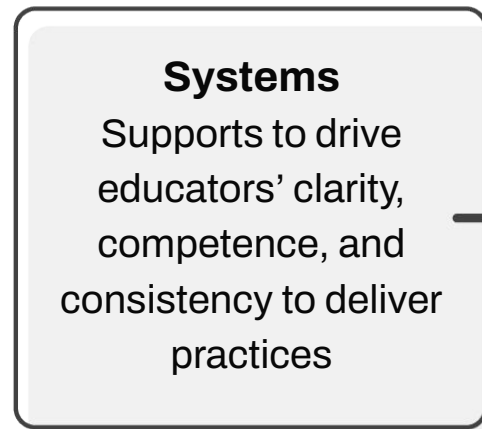 Systems
Supports to drive
educators’ clarity,
competence, and
consistency to deliver
practices